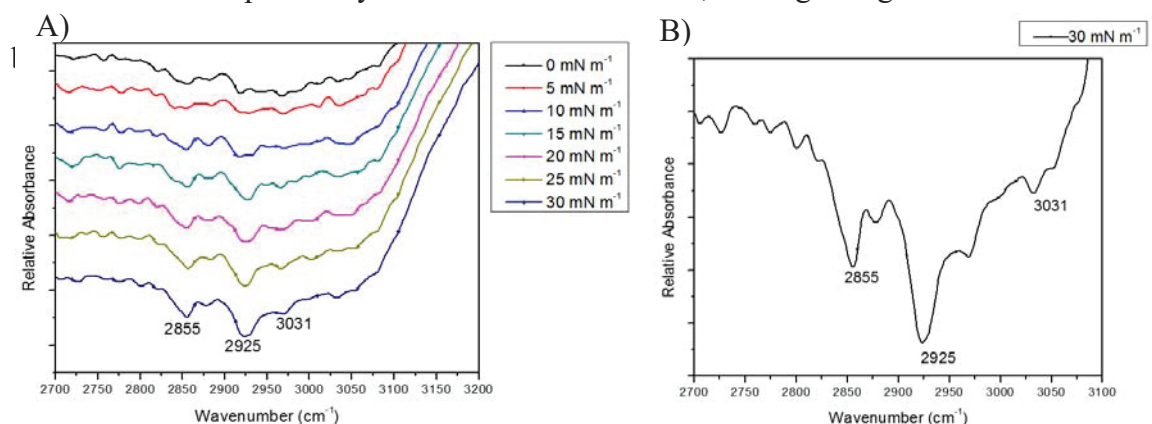 A)
0 mN m⁻¹
5 mN m⁻¹
10 mN m⁻¹
15 mN m⁻¹
20 mN m⁻¹
25 mN m⁻¹
30 mN m⁻¹
Relative Absorbance
2855
2925
3031
2700 2750 2800 2850 2900 2950 3000 3050 3100 3150 3200
Wavenumber (cm⁻¹)
B)
30 mN m⁻¹
Relative Absorbance
2855
2925
3031
2700 2750 2800 2850 2900 2950 3000 3050 3100
Wavenumber (cm⁻¹)